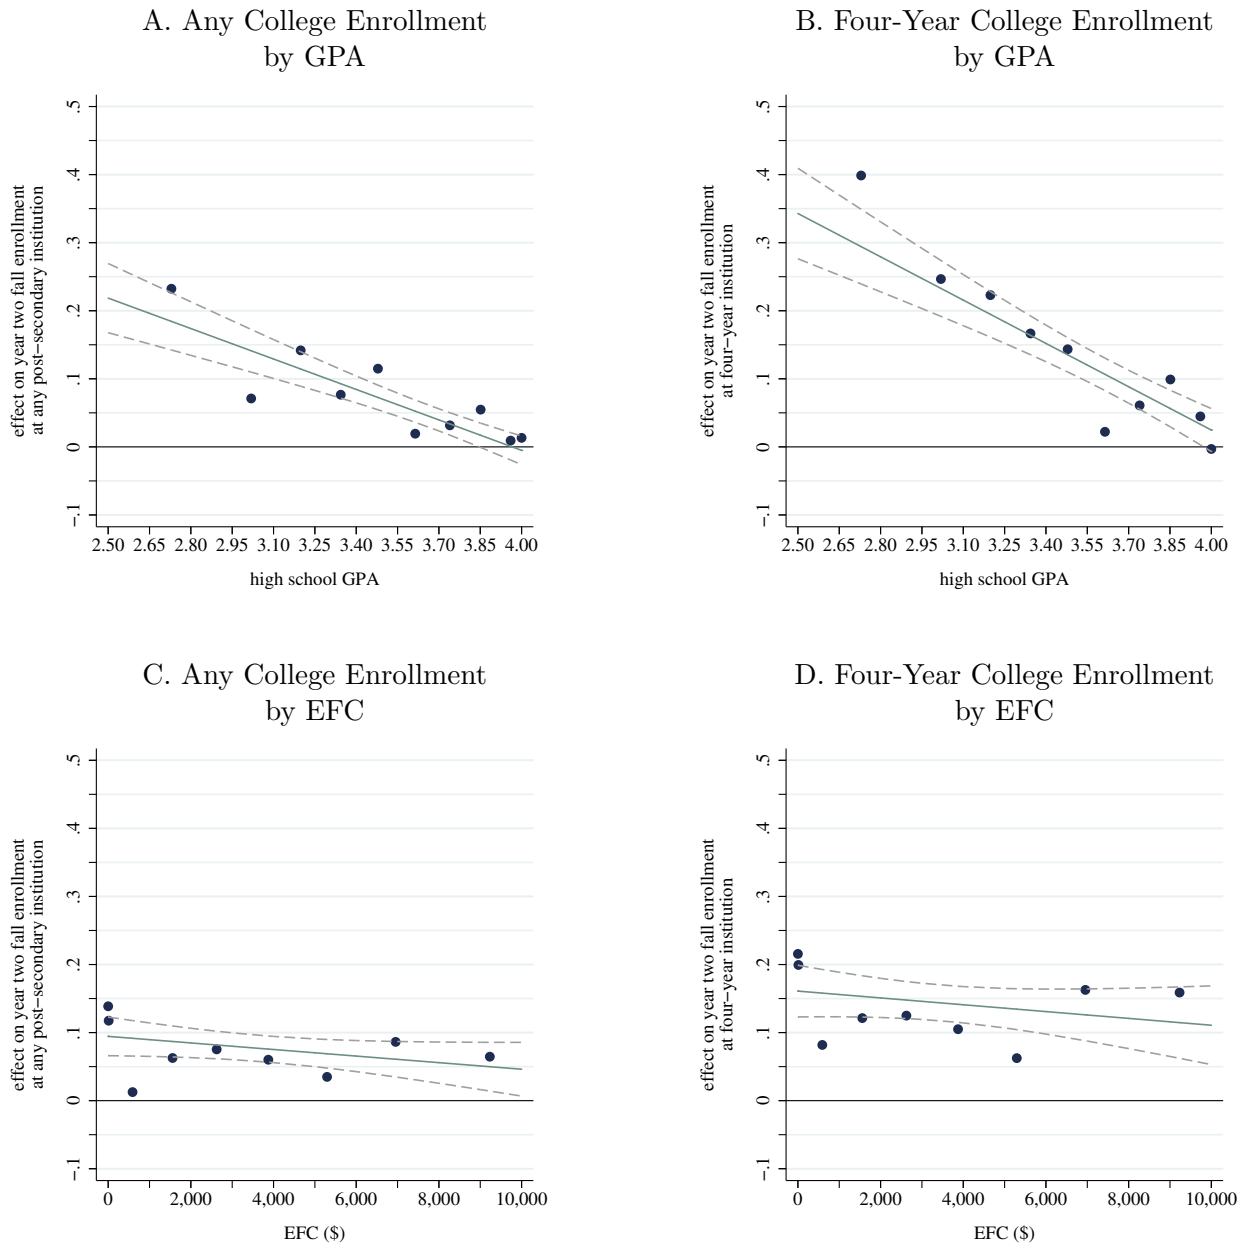 A. Any College Enrollment
by GPA
effect on year two fall enrollment
at any post−secondary institution
.5
.4
.3
.2
.1
0
−.1
2.50 2.65 2.80 2.95 3.10 3.25 3.40 3.55 3.70 3.85 4.00
high school GPA
B. Four-Year College Enrollment
by GPA
effect on year two fall enrollment
at four−year institution
.5
.4
.3
.2
.1
0
−.1
2.50 2.65 2.80 2.95 3.10 3.25 3.40 3.55 3.70 3.85 4.00
high school GPA
C. Any College Enrollment
by EFC
effect on year two fall enrollment
at any post−secondary institution
.5
.4
.3
.2
.1
0
−.1
0 2,000 4,000 6,000 8,000 10,000
EFC ($)
D. Four-Year College Enrollment
by EFC
effect on year two fall enrollment
at four−year institution
.5
.4
.3
.2
.1
0
−.1
0 2,000 4,000 6,000 8,000 10,000
EFC ($)